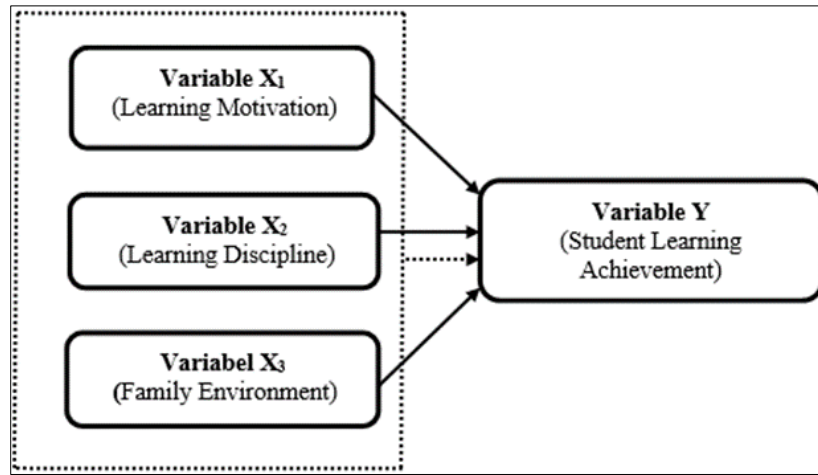 Variable X₁
(Learning Motivation)
Variable X₂
(Learning Discipline)
Variabel X₃
(Family Environment)
Variable Y
(Student Learning
Achievement)